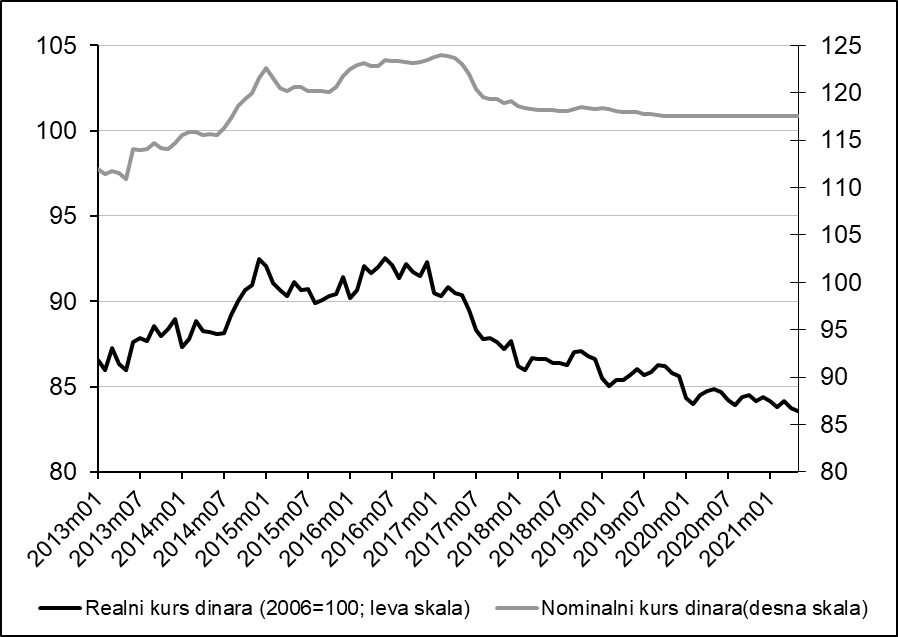 105
100
95
90
85
80
125
120
115
110
105
100
95
90
85
80
2013m01
2013m07
2014m01
2014m07
2015m01
2015m07
2016m01
2016m07
2017m01
2017m07
2018m01
2018m07
2019m01
2019m07
2020m01
2020m07
2021m01
Realni kurs dinara (2006=100; leva skala)
Nominalni kurs dinara(desna skala)